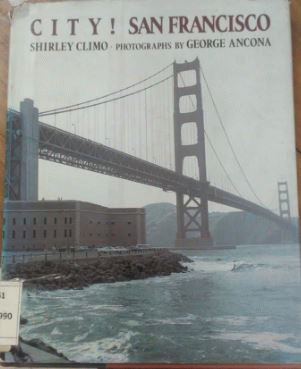 CITY! SAN FRANCISCO
SHIRLEY CLIMO · PHOTOGRAPHS BY GEORGE ANCONA